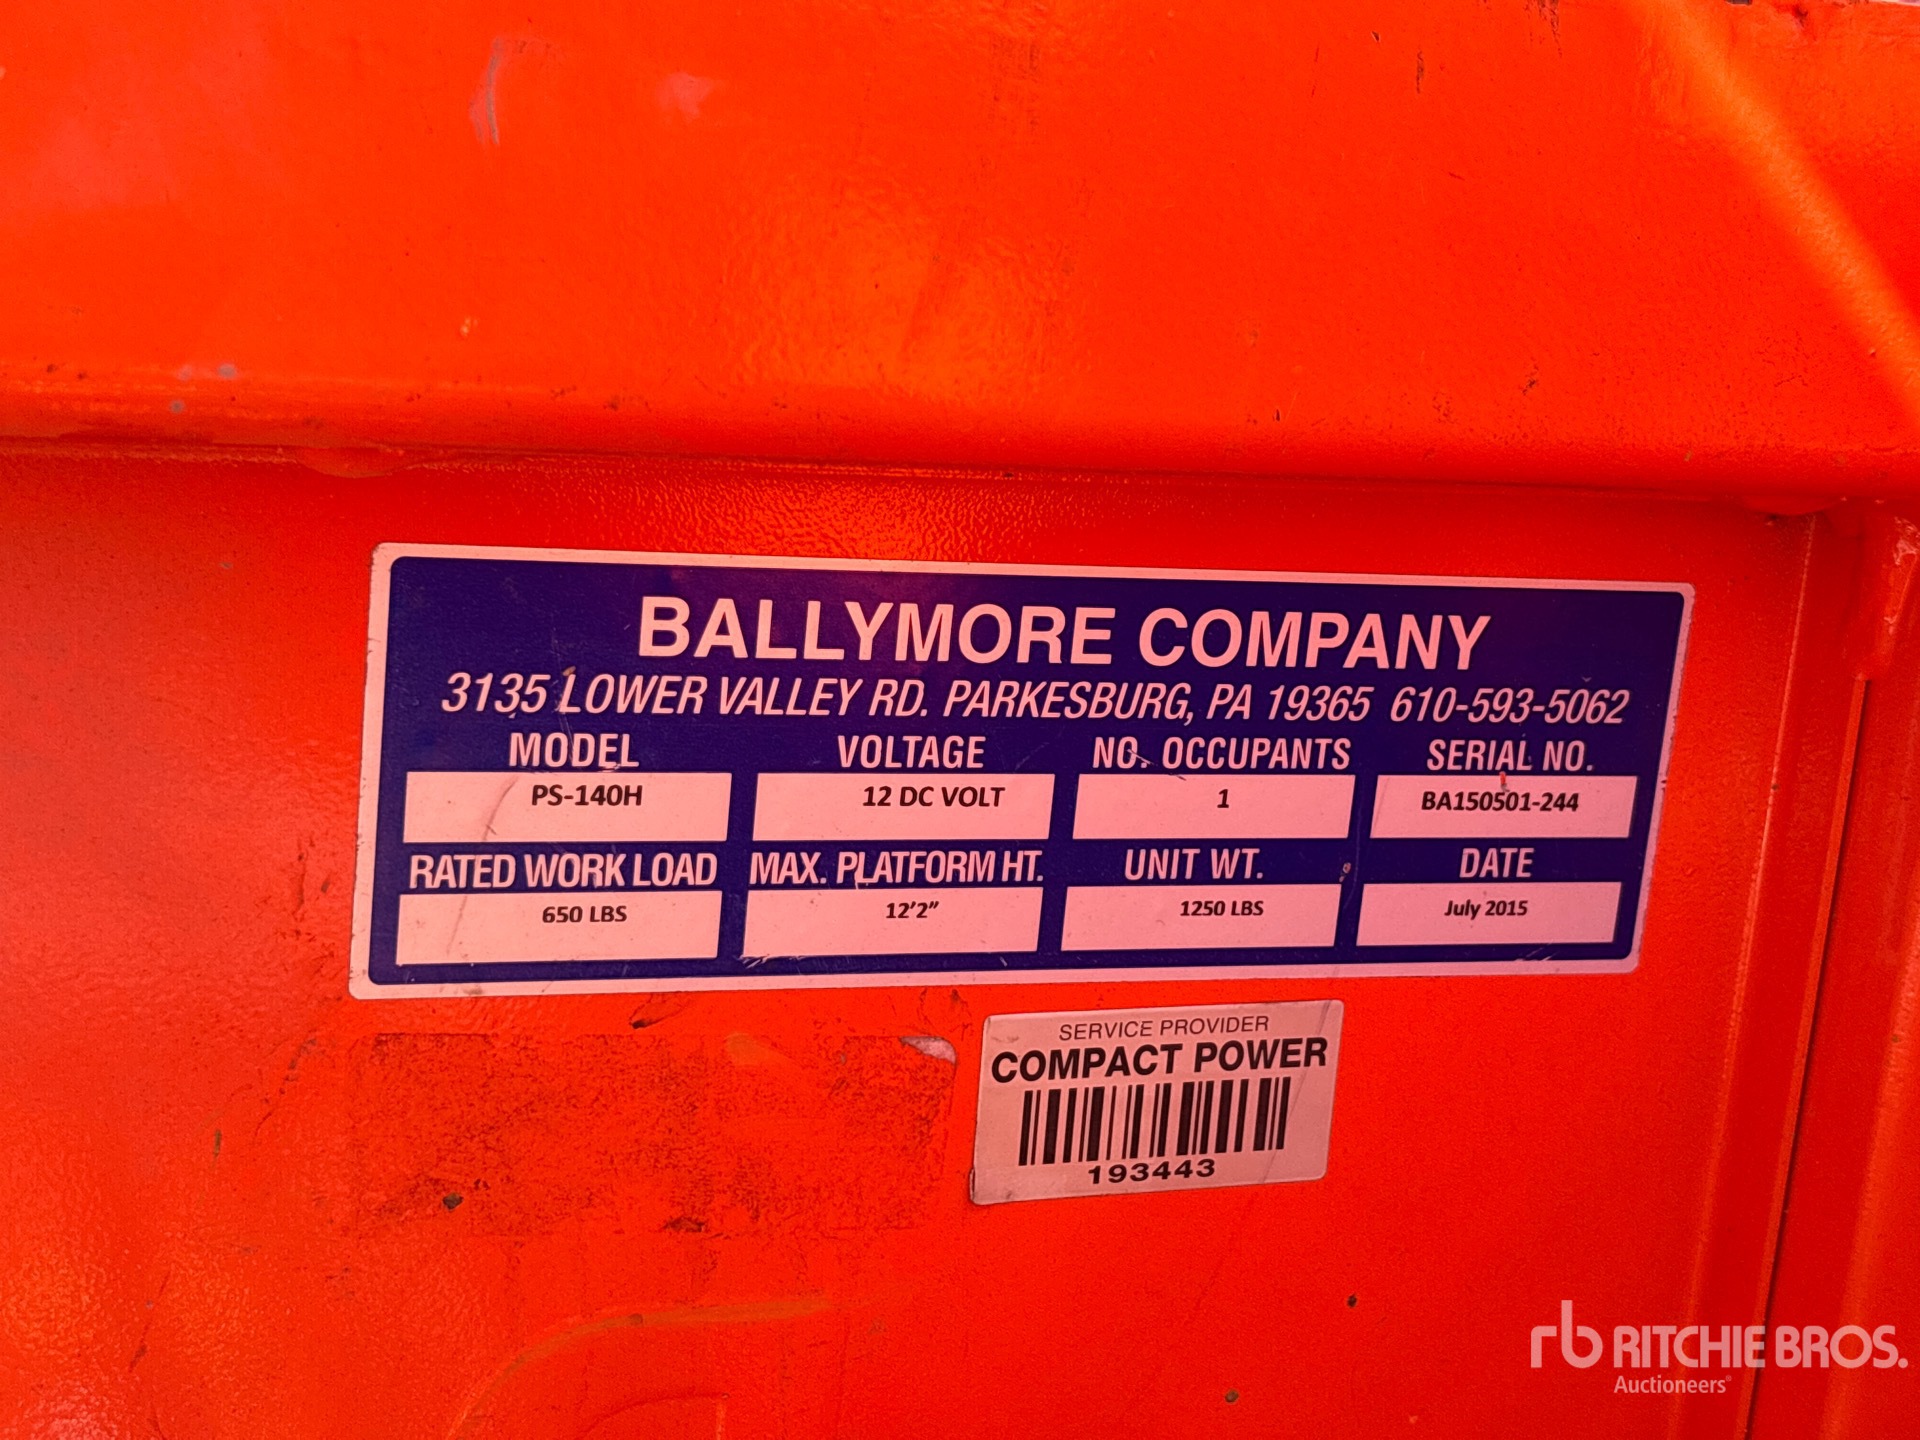 BALLYMORE COMPANY
3135 LOWER VALLEY RD. PARKESBURG, PA 19365 610-593-5062
MODEL VOLTAGE NO. OCCUPANTS SERIAL NO.
PS-140H 12 DC VOLT 1 BA150501-244
RATED WORK LOAD MAX. PLATFORM HT. UNIT WT. DATE
650 LBS 12'2" 1250 LBS July 2015
SERVICE PROVIDER
COMPACT POWER
193443
rb RITCHIE BROS.
Auctioneers®